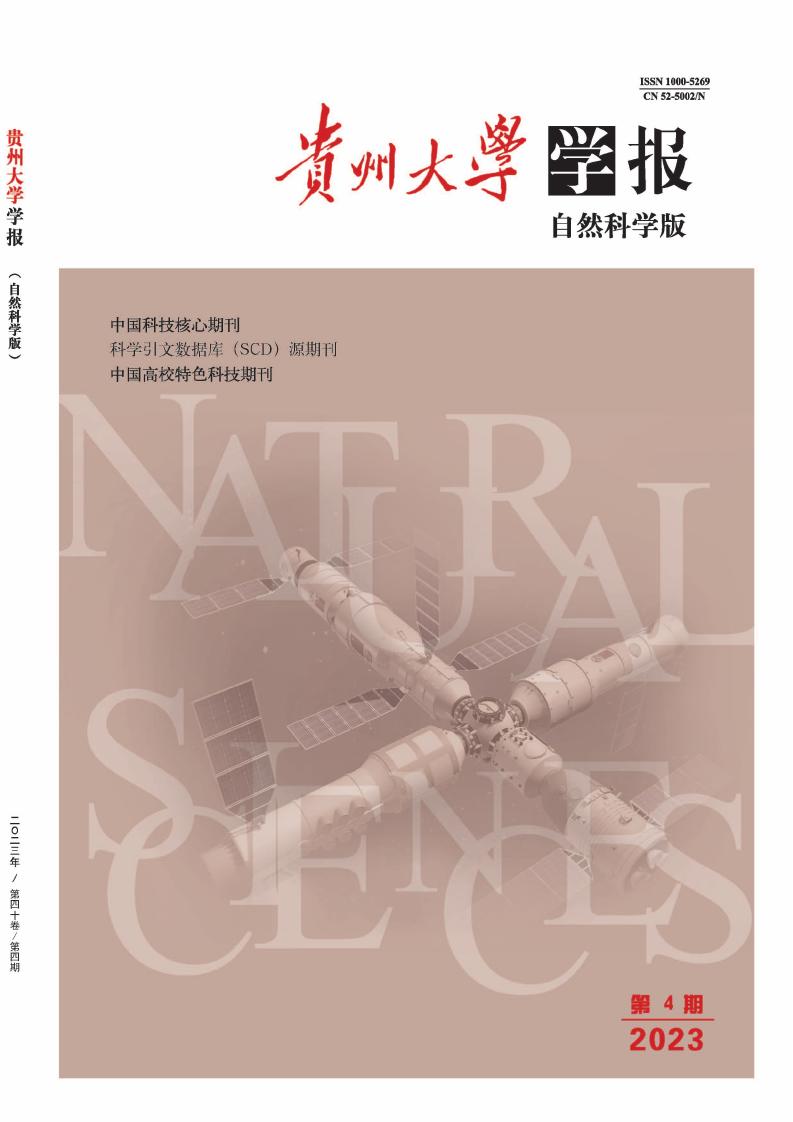 ISSN 1000-5269
CN 52-5002/N
貴州大學 学报
自然科学版
中国科技核心期刊
科学引文数据库（SCD）源期刊
中国高校特色科技期刊
NATURAL
SCIENCES
第 4 期
2023
贵州大学学报
（自然科学版）
二〇二三年 / 第四十卷/第四期